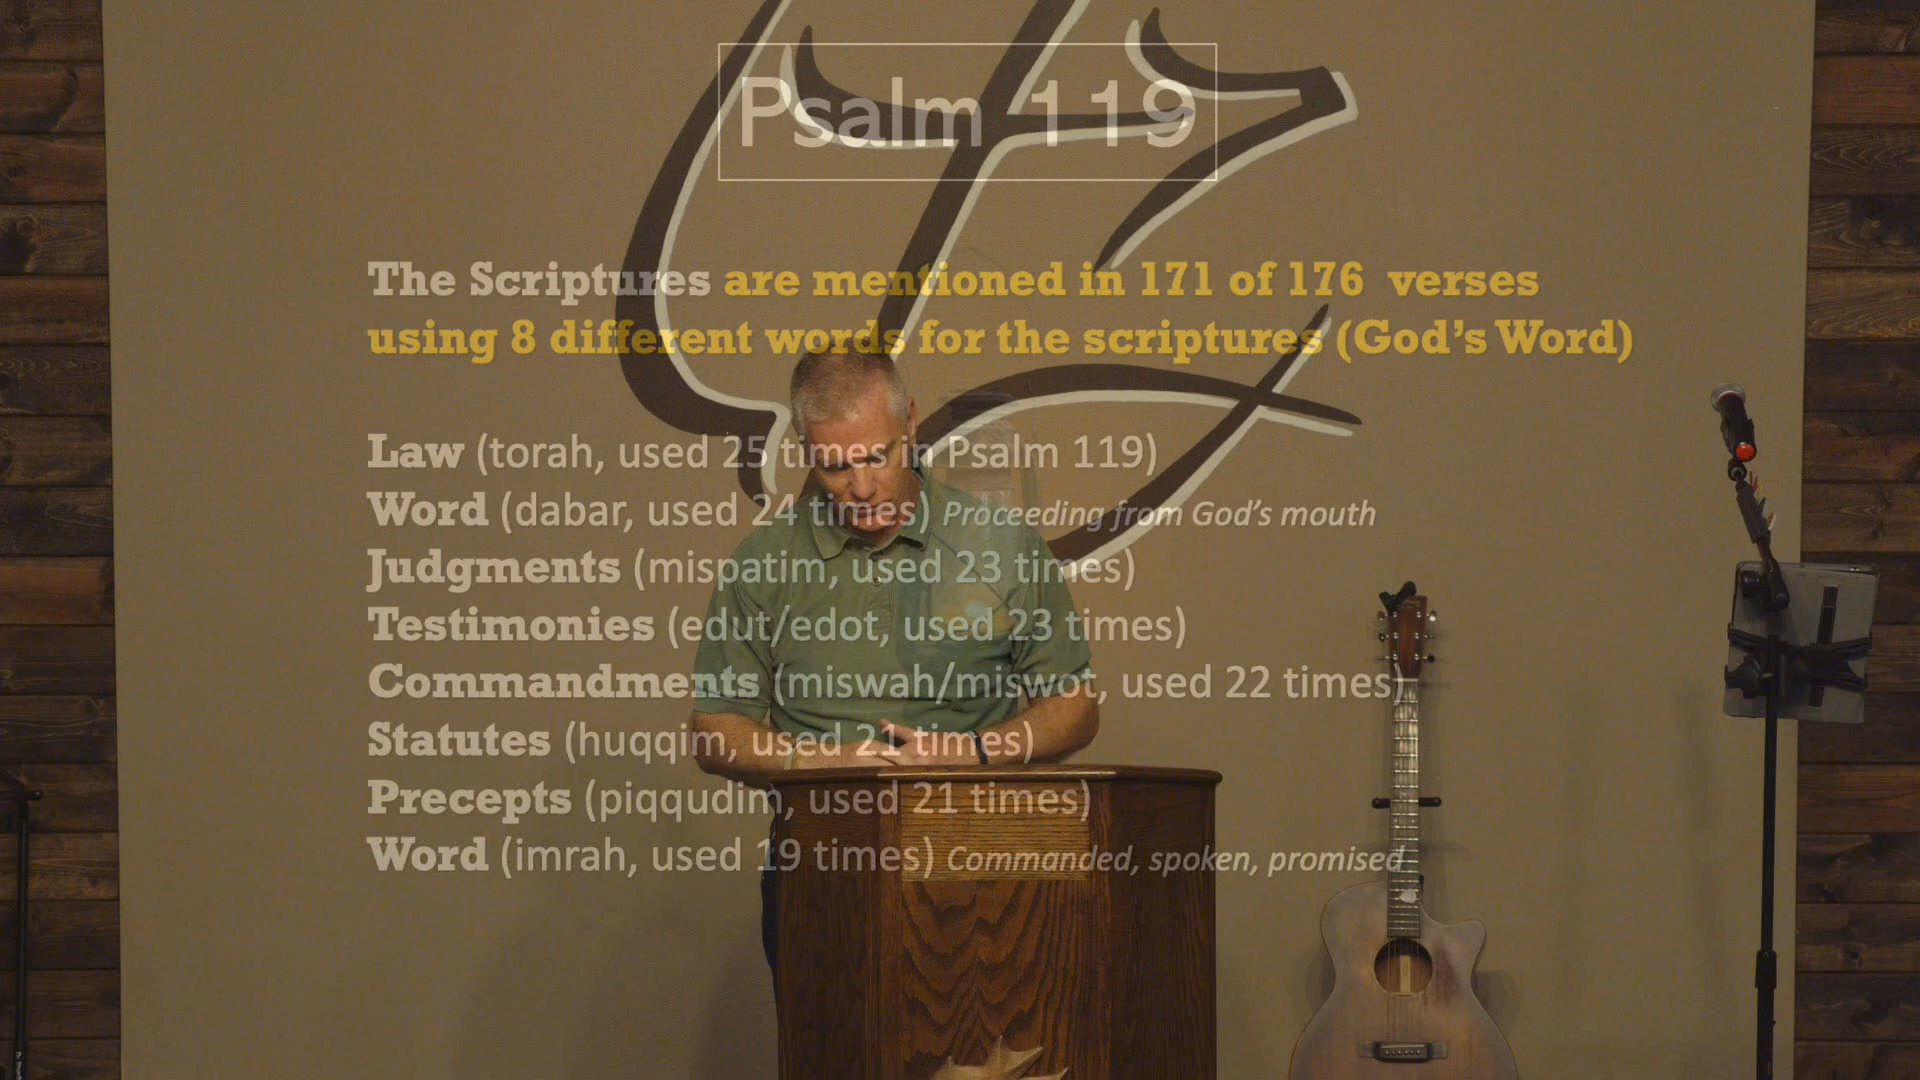 Psalm 119
The Scriptures are mentioned in 171 of 176 verses
using 8 different words for the scriptures (God's Word)
Law (torah, used 25 times in Psalm 119)
Word (dabar, used 24 times) Proceeding from God's mouth
Judgments (mispatim, used 23 times)
Testimonies (edut/edot, used 23 times)
Commandments (miswah/miswot, used 22 times)
Statutes (huqqim, used 21 times)
Precepts (piqqudim, used 21 times)
Word (imrah, used 19 times) Commanded, spoken, promised